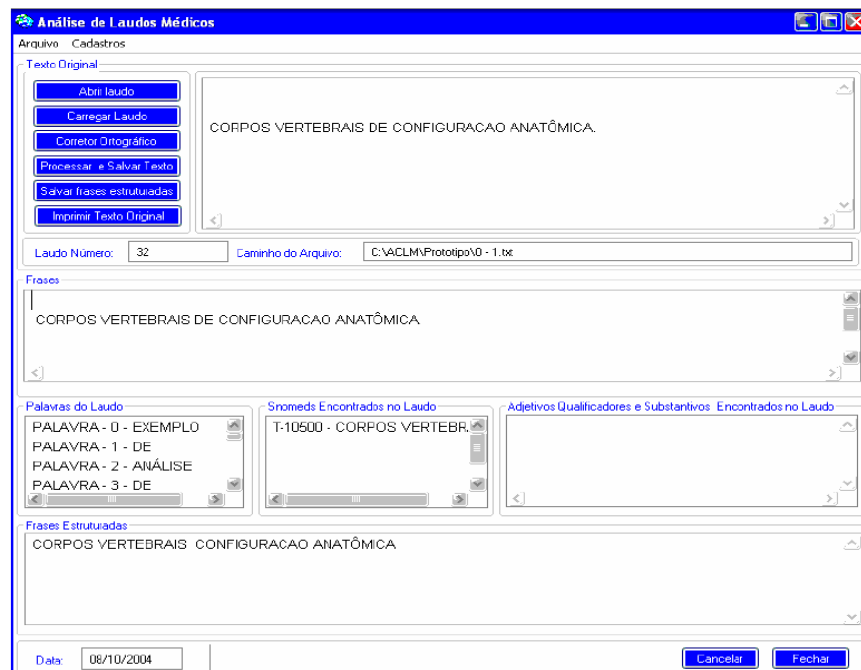 Análise de Laudos Médicos
Arquivo Cadastros
Texto Original
Abrir laudo
Carregar Laudo
Corretor Ortográfico
Processar e Salvar Texto
Salvar frases estruturadas
Imprimir Texto Original
CORPOS VERTEBRAIS DE CONFIGURACAO ANATÔMICA.
Laudo Número: 32 Caminho do Arquivo: C:\ACLM\Prototipo\0 - 1.txt
Frases
CORPOS VERTEBRAIS DE CONFIGURACAO ANATÔMICA
Palavras do Laudo
PALAVRA - 0 - EXEMPLO
PALAVRA - 1 - DE
PALAVRA - 2 - ANÁLISE
PALAVRA - 3 - DE
Snomeds Encontrados no Laudo
T-10500 - CORPOS VERTEBR
Adjetivos Qualificadores e Substantivos Encontrados no Laudo
Frases Estruturadas
CORPOS VERTEBRAIS CONFIGURACAO ANATÔMICA
Data: 08/10/2004
Cancelar Fechar